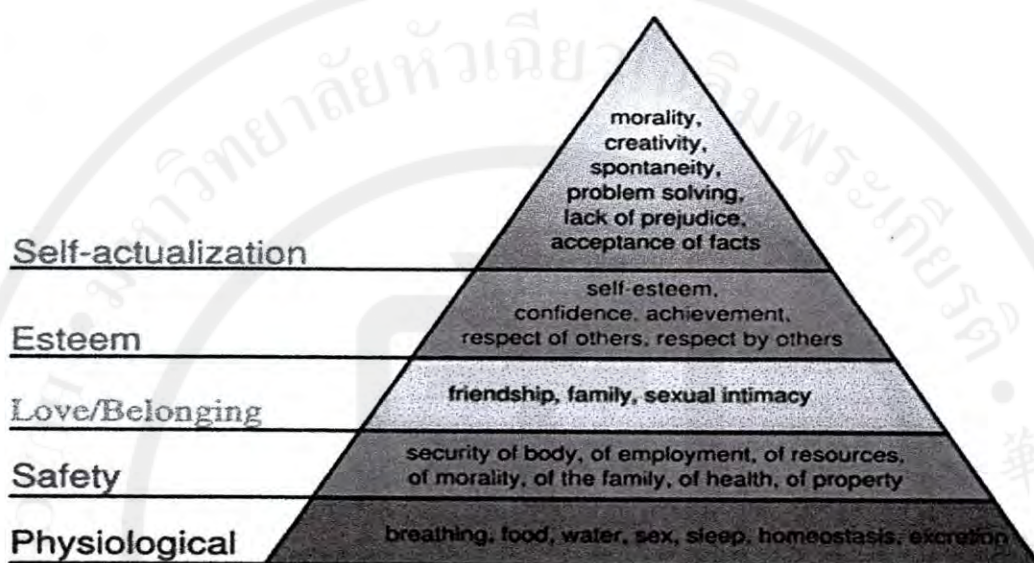 morality,
creativity,
spontaneity,
problem solving,
lack of prejudice,
acceptance of facts
Self-actualization
self-esteem,
confidence, achievement,
respect of others, respect by others
Esteem
friendship, family, sexual intimacy
Love/Belonging
security of body, of employment, of resources,
of morality, of the family, of health, of property
Safety
breathing, food, water, sex, sleep, homeostasis, excretion
Physiological